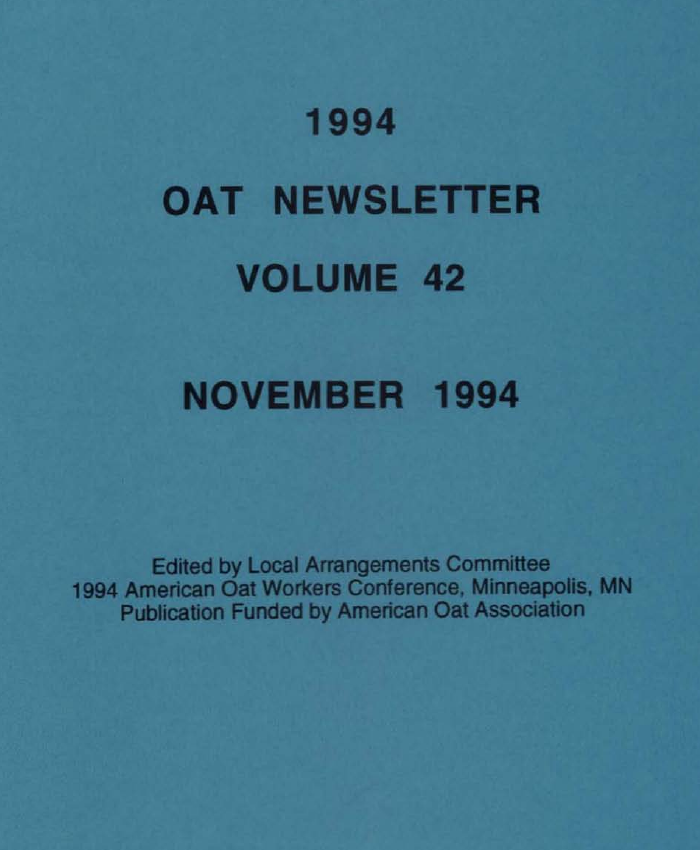 1994
OAT NEWSLETTER
VOLUME 42
NOVEMBER 1994
Edited by Local Arrangements Committee
1994 American Oat Workers Conference, Minneapolis, MN
Publication Funded by American Oat Association